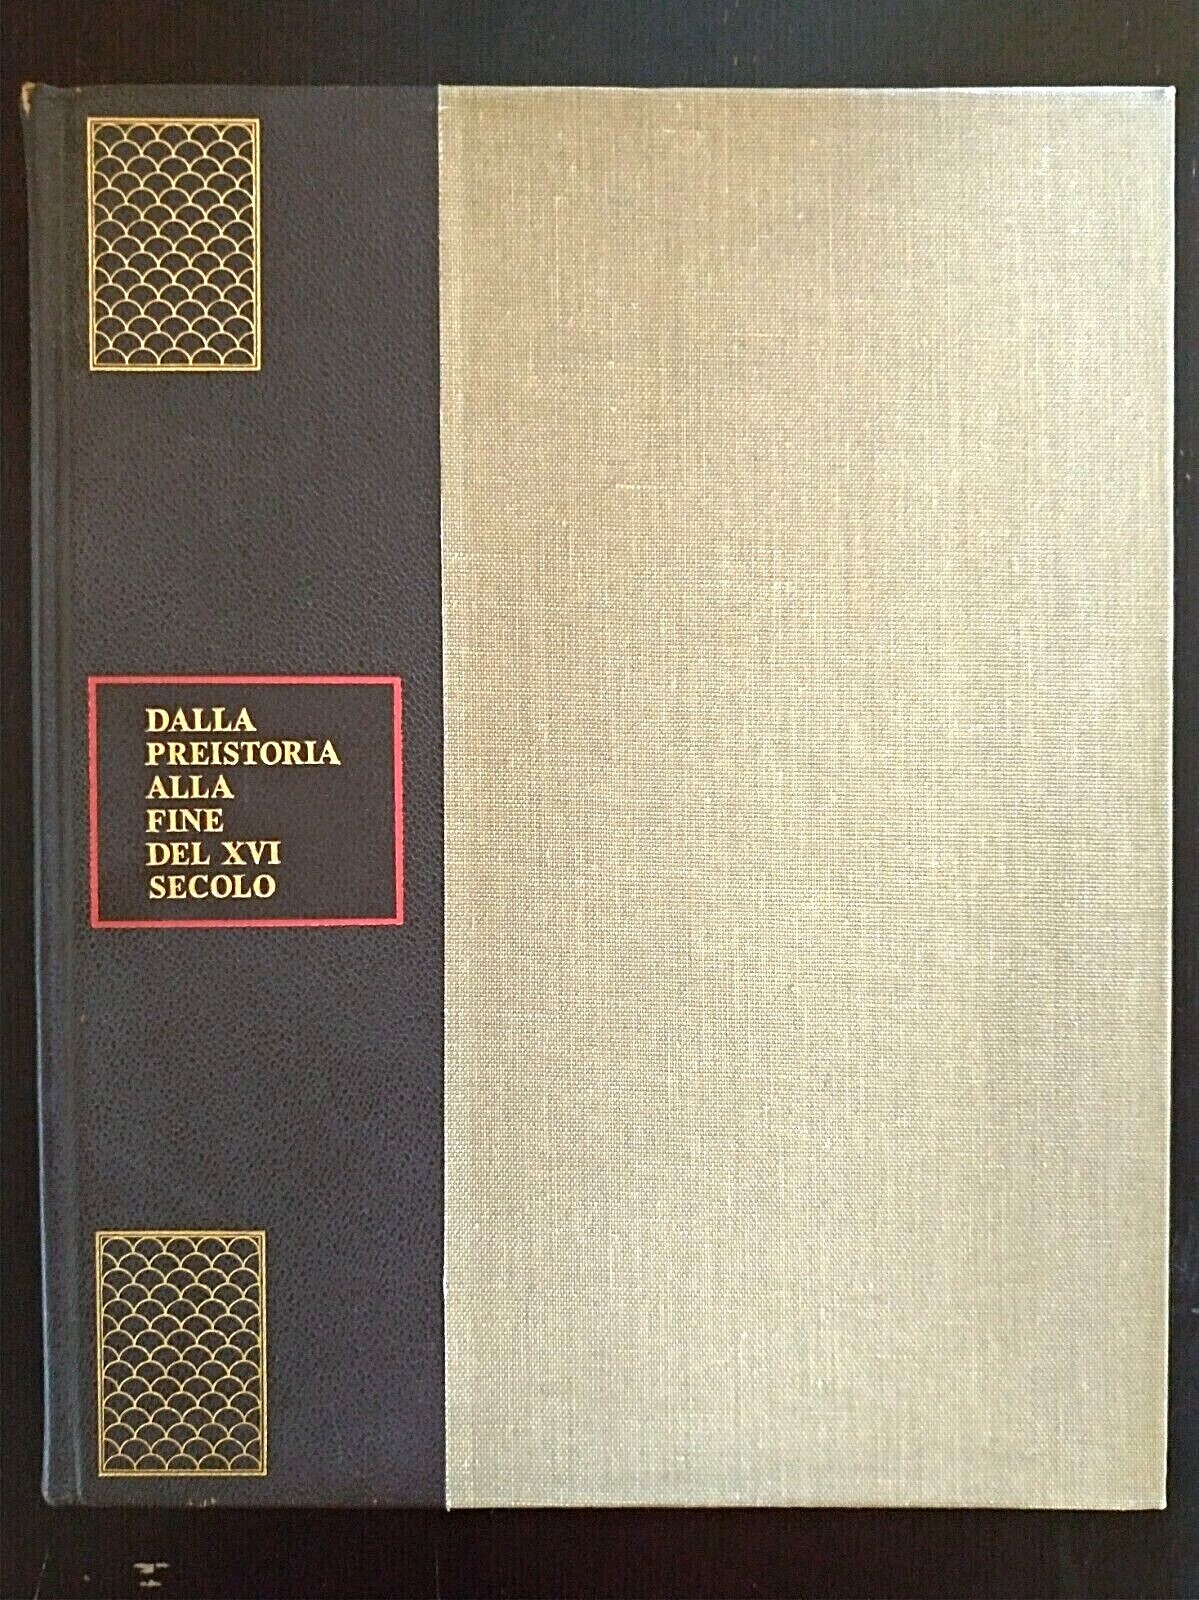 DALLA
PREISTORIA
ALLA
FINE
DEL XVI
SECOLO